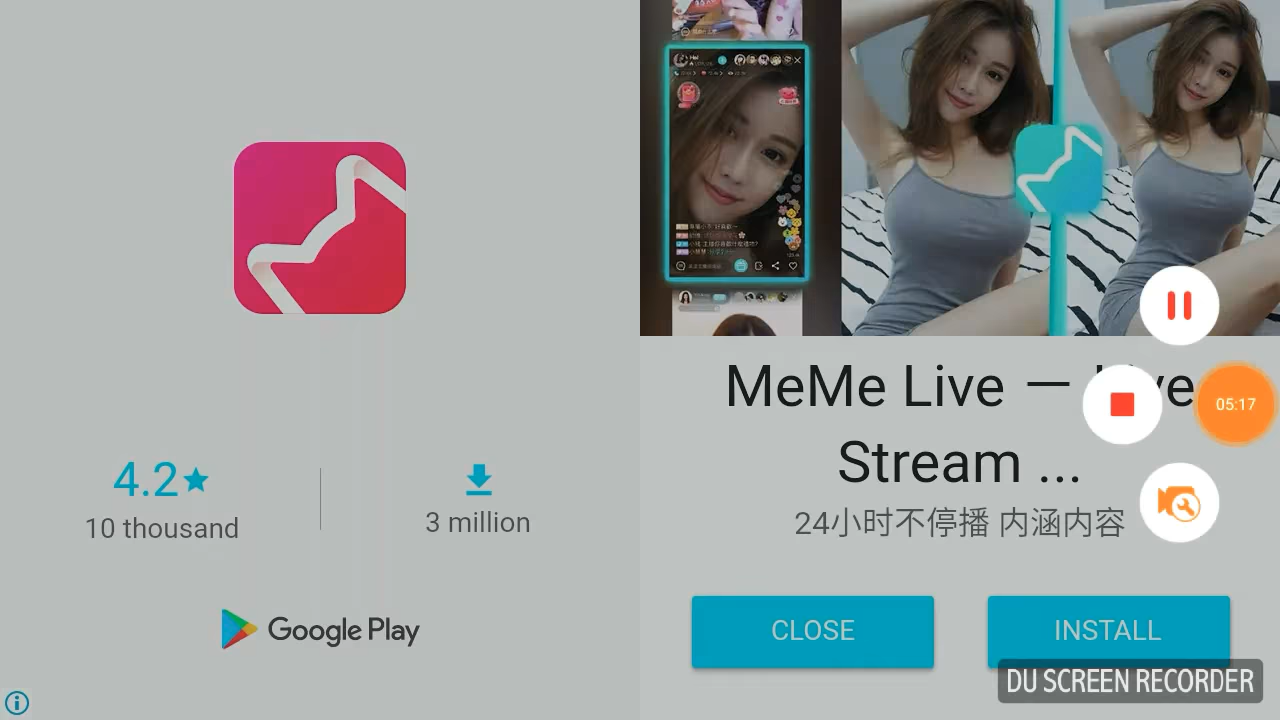 4.2
10 thousand
3 million
Google Play
MeMe Live — Live
Stream ...
24小时不停播 内涵内容
05:17
CLOSE
INSTALL
DU SCREEN RECORDER